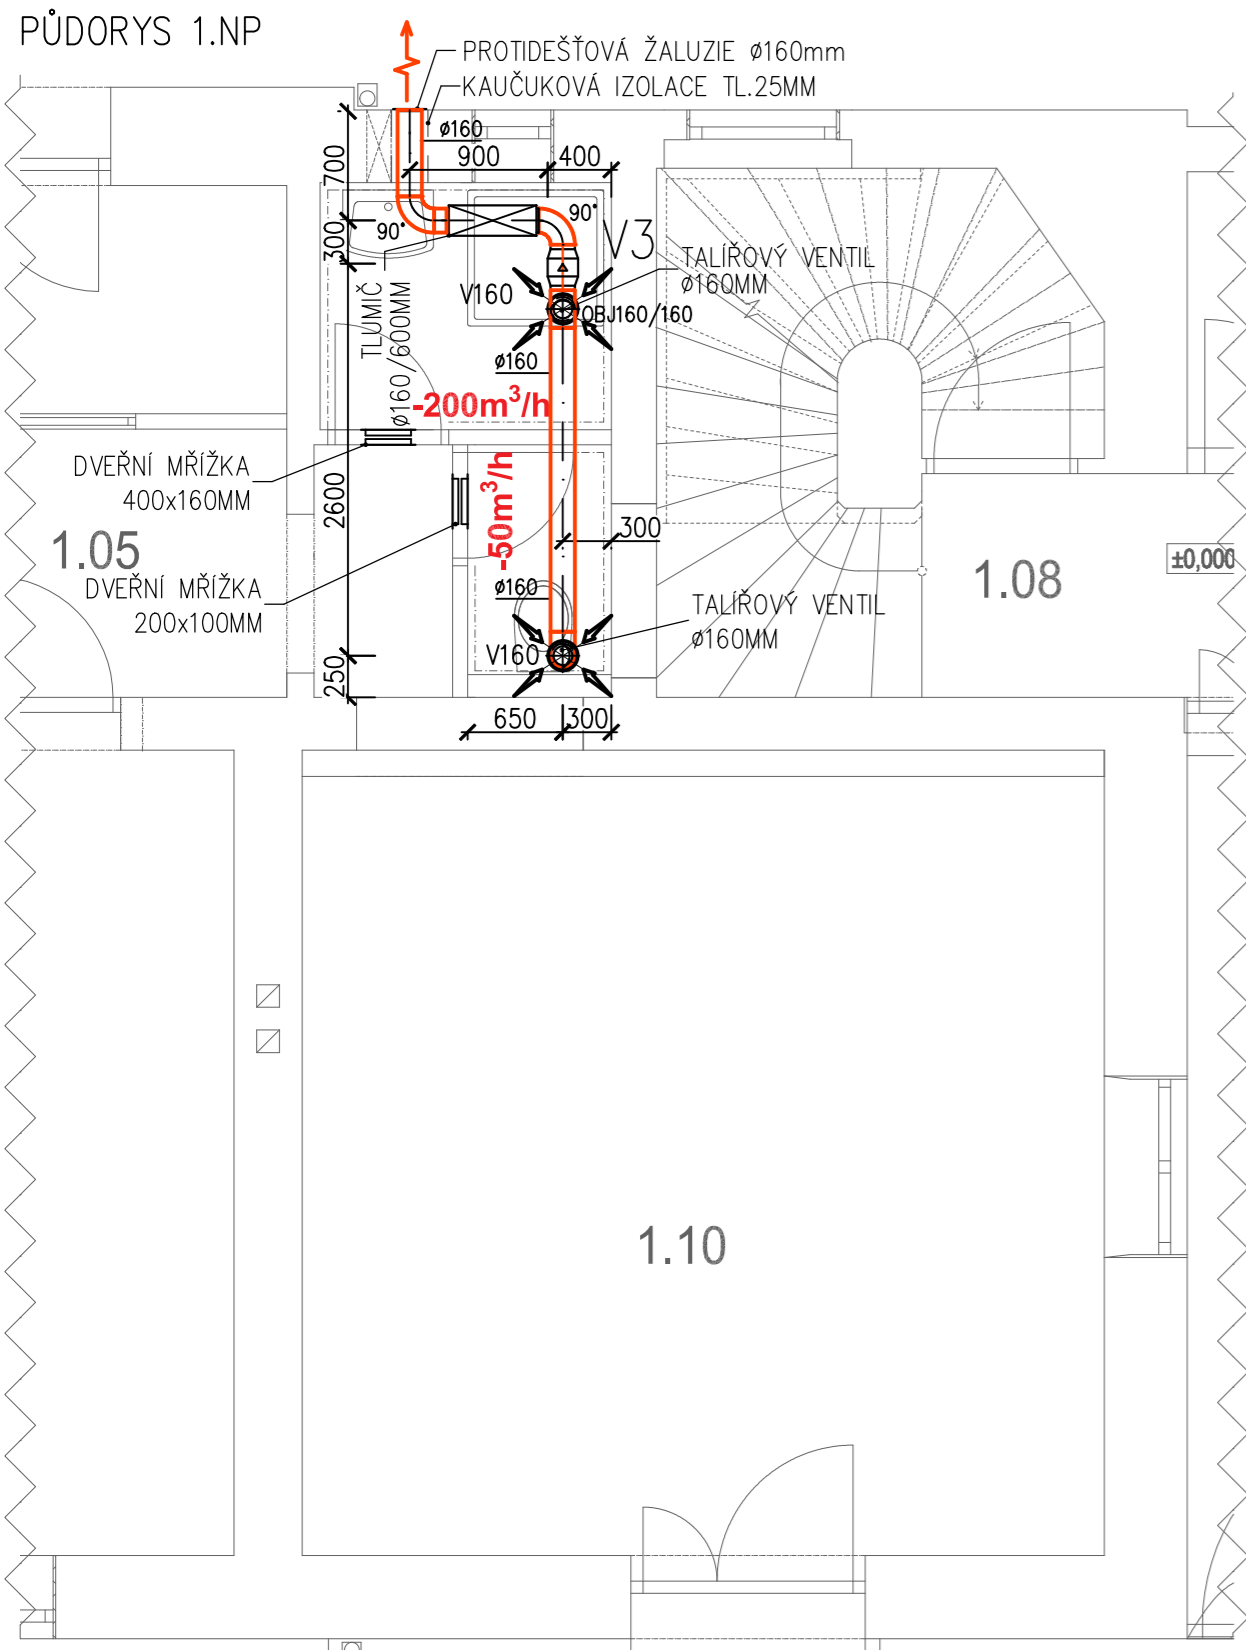 PŮDORYS 1.NP
PROTIDEŠŤOVÁ ŽALUZIE ø160mm
KAUČUKOVÁ IZOLACE TL.25MM
ø160
900
400
700
300
90°
90°
V3
TALÍŘOVÝ VENTIL
ø160MM
V160
OBJ160/160
TLUMIČ
ø160/600MM
ø160
-200m³/h
DVEŘNÍ MŘÍŽKA
400x160MM
2600
-50m³/h
300
1.05
1.08
±0,000
DVEŘNÍ MŘÍŽKA
200x100MM
ø160
TALÍŘOVÝ VENTIL
ø160MM
V160
250
650
300
1.10